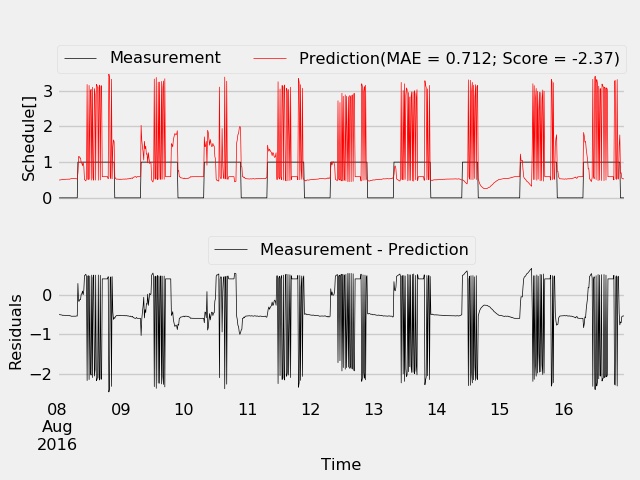 Measurement Prediction(MAE = 0.712; Score = -2.37)
3
2
1
0
Schedule[]
Measurement - Prediction
0
−1
−2
Residuals
08 09 10 11 12 13 14 15 16
Aug
2016
Time